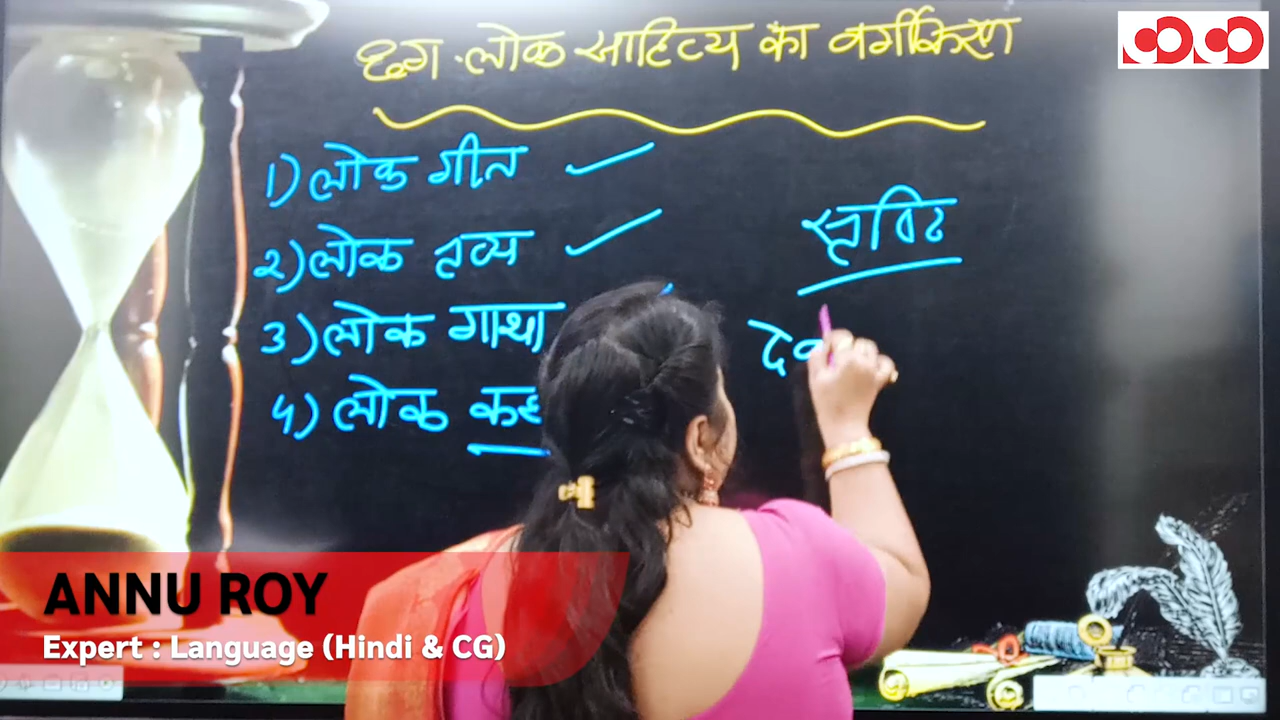 छग. लोक साहित्य का वर्गीकरण
1) लोक गीत
2) लोक नृत्य
3) लोक गाथा
4) लोक
ANNU ROY
Expert : Language (Hindi & CG)